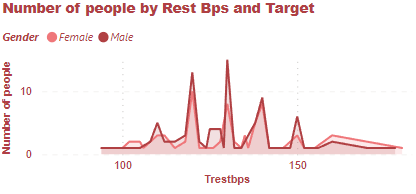 Number of people by Rest Bps and Target
Gender Female Male
Number of people
10
0
100 150
Trestbps